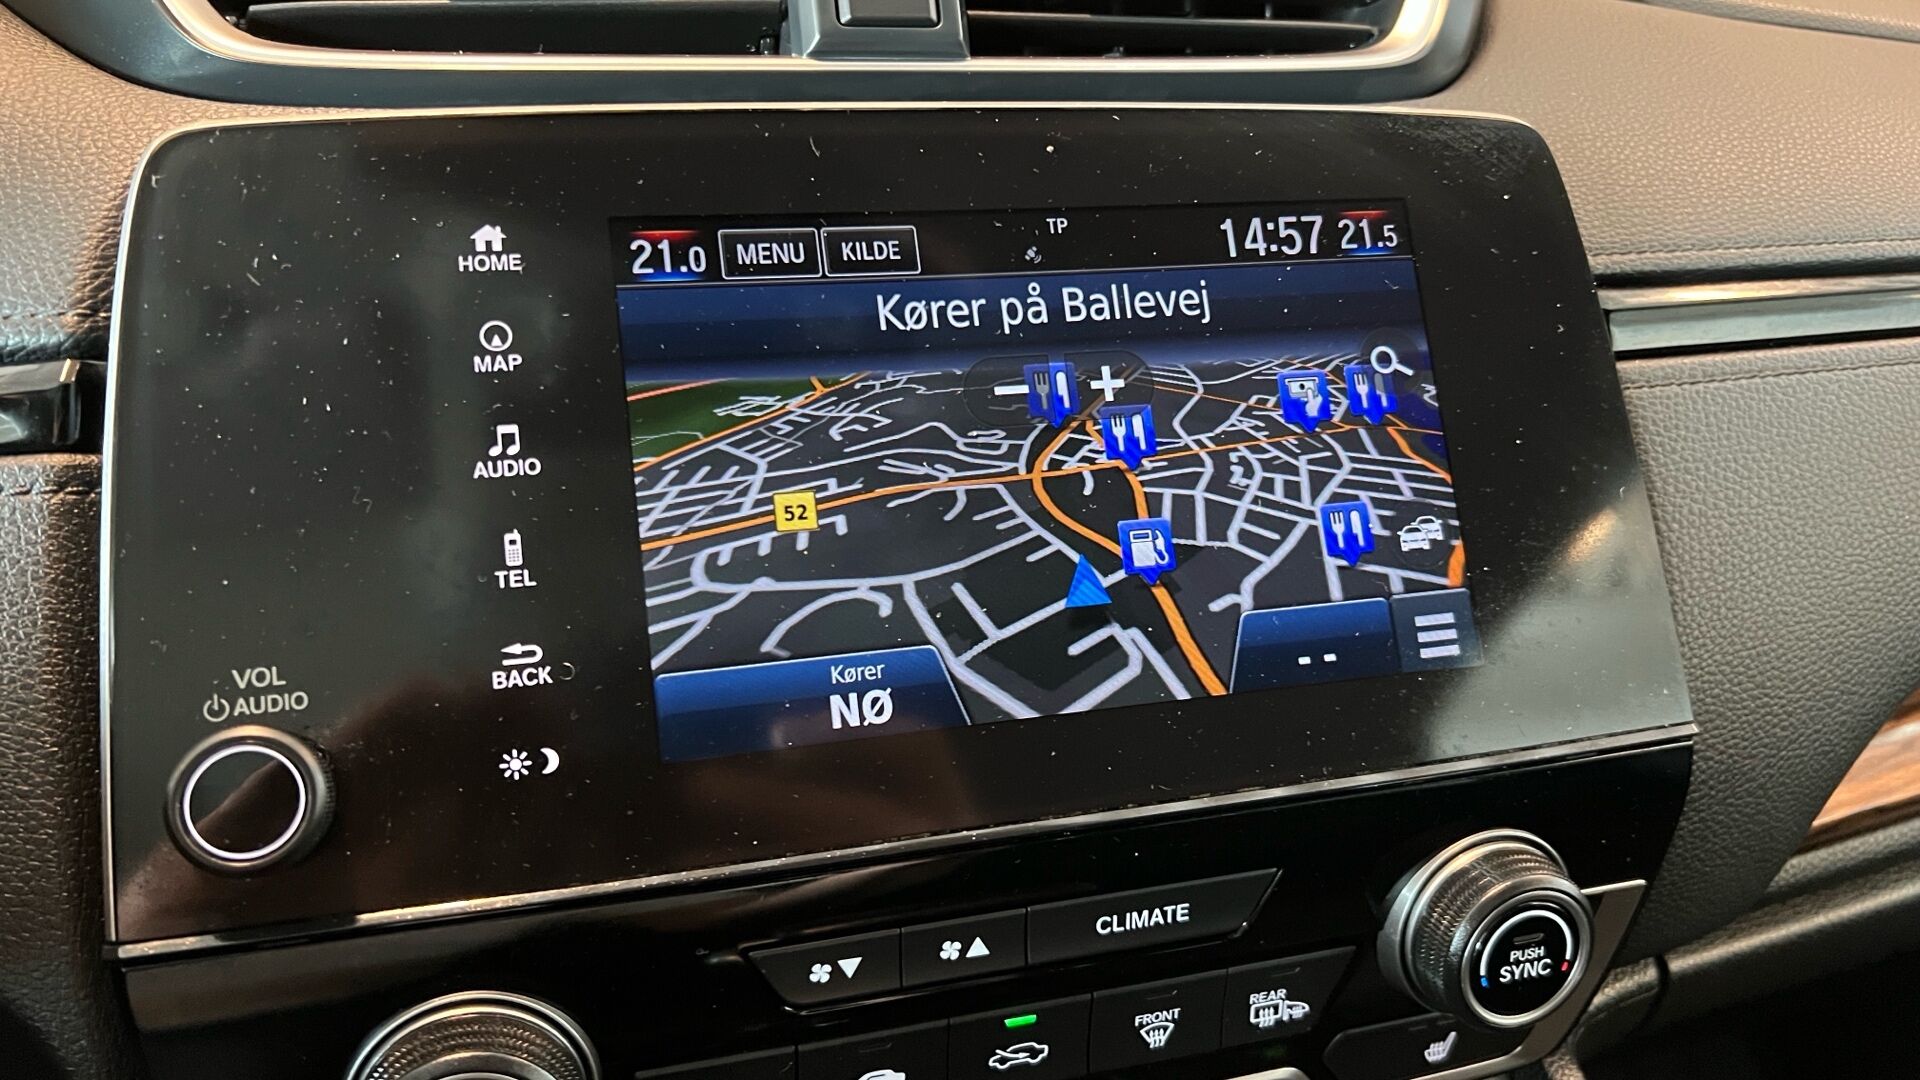 21.0 MENU KILDE TP 14:57 21.5
Kører på Ballevej
HOME
MAP
AUDIO
TEL
BACK
− +
52
Kører
NØ
--
VOL
AUDIO
CLIMATE
PUSH
SYNC
FRONT
REAR